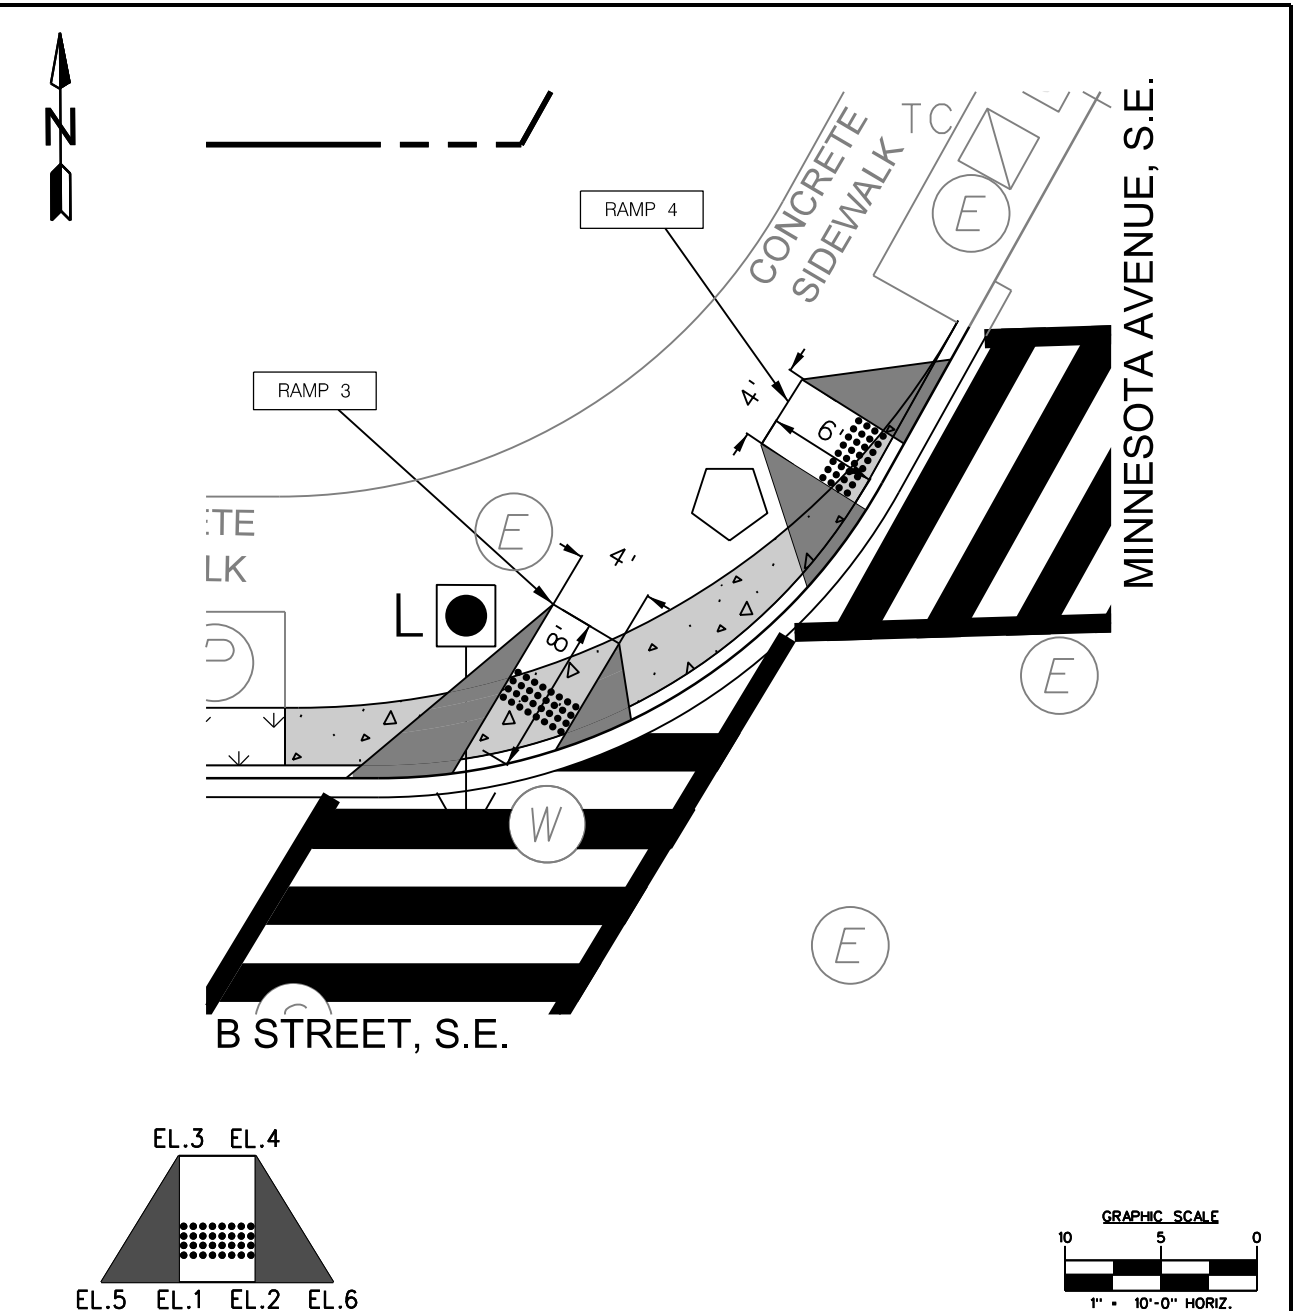 N
TC
CONCRETE
SIDEWALK
E
MINNESOTA AVENUE, S.E.
RAMP 4
RAMP 3
4'
6'
ETE
LK
E
4'
L
8'
P
E
W
E
B STREET, S.E.
EL.3 EL.4
EL.5 EL.1 EL.2 EL.6
GRAPHIC SCALE
10 5 0
1" = 10'-0" HORIZ.